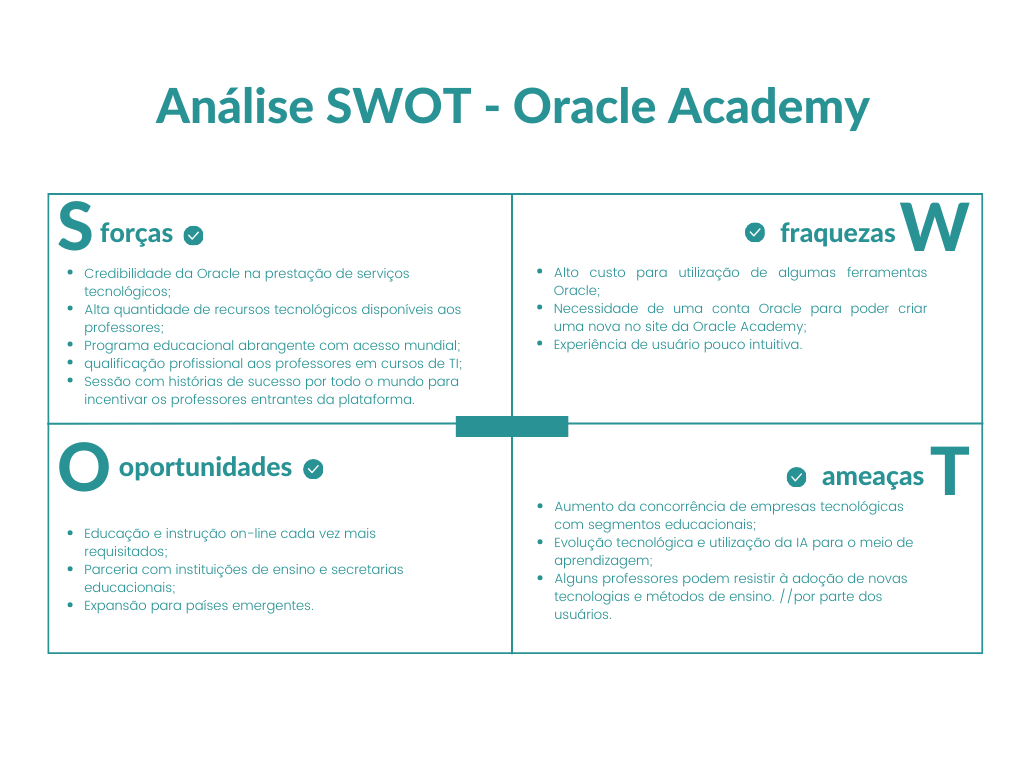 Análise SWOT - Oracle Academy
S forças
• Credibilidade da Oracle na prestação de serviços
tecnológicos;
• Alta quantidade de recursos tecnológicos disponíveis aos
professores;
• Programa educacional abrangente com acesso mundial;
• qualificação profissional aos professores em cursos de TI;
• Sessão com histórias de sucesso por todo o mundo para
incentivar os professores entrantes da plataforma.
fraquezas W
• Alto custo para utilização de algumas ferramentas
Oracle;
• Necessidade de uma conta Oracle para poder criar
uma nova no site da Oracle Academy;
• Experiência de usuário pouco intuitiva.
O oportunidades
• Educação e instrução on-line cada vez mais
requisitados;
• Parceria com instituições de ensino e secretarias
educacionais;
• Expansão para países emergentes.
ameaças T
• Aumento da concorrência de empresas tecnológicas
com segmentos educacionais;
• Evolução tecnológica e utilização da IA para o meio de
aprendizagem;
• Alguns professores podem resistir à adoção de novas
tecnologias e métodos de ensino. //por parte dos
usuários.